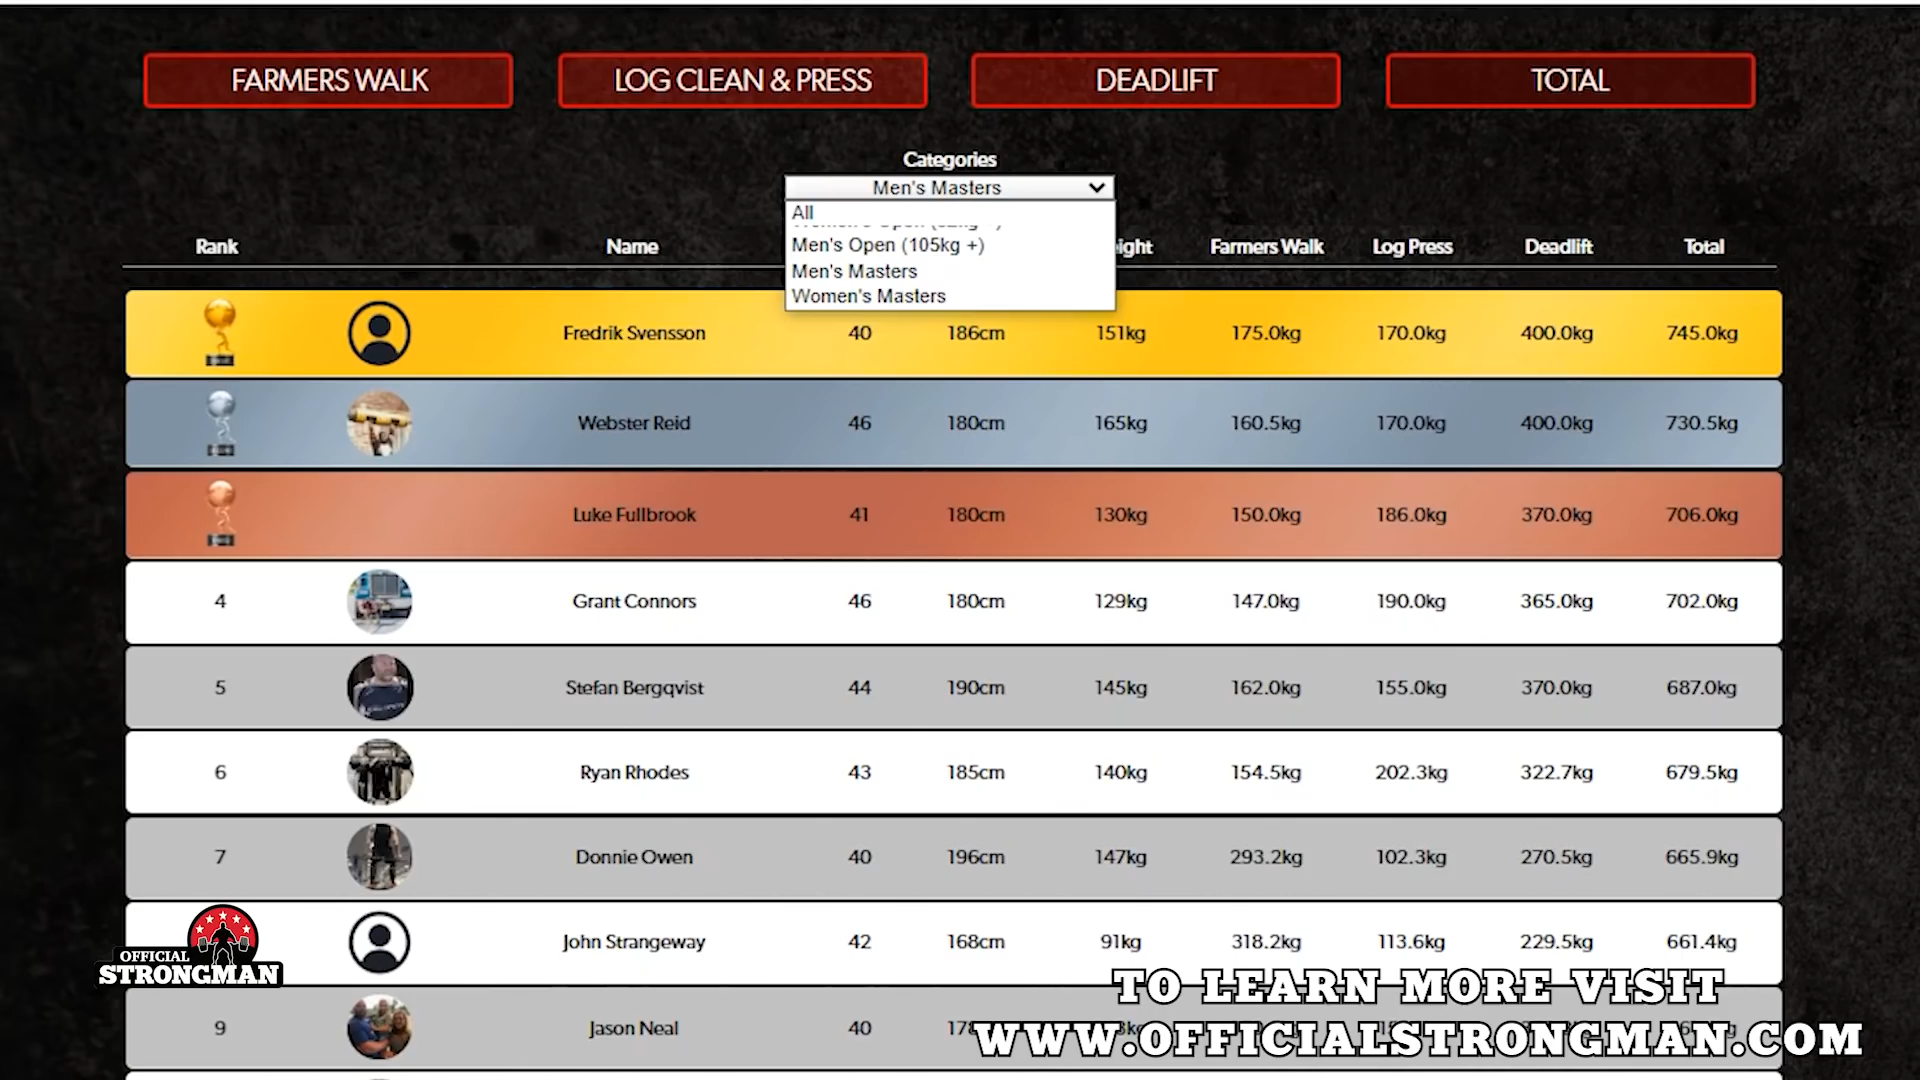 FARMERS WALK LOG CLEAN & PRESS DEADLIFT TOTAL
Categories
Men's Masters
All
Men's Open (105kg +)
Men's Masters
Women's Masters
Rank Name Farmers Walk Log Press Deadlift Total
Fredrik Svensson 40 186cm 151kg 175.0kg 170.0kg 400.0kg 745.0kg
Webster Reid 46 180cm 165kg 160.5kg 170.0kg 400.0kg 730.5kg
Luke Fullbrook 41 180cm 130kg 150.0kg 186.0kg 370.0kg 706.0kg
4 Grant Connors 46 180cm 129kg 147.0kg 190.0kg 365.0kg 702.0kg
5 Stefan Bergqvist 44 190cm 145kg 162.0kg 155.0kg 370.0kg 687.0kg
6 Ryan Rhodes 43 185cm 140kg 154.5kg 202.3kg 322.7kg 679.5kg
7 Donnie Owen 40 196cm 147kg 293.2kg 102.3kg 270.5kg 665.9kg
John Strangeway 42 168cm 91kg 318.2kg 113.6kg 229.5kg 661.4kg
9 Jason Neal 40
OFFICIAL
STRONGMAN
TO LEARN MORE VISIT
WWW.OFFICIALSTRONGMAN.COM